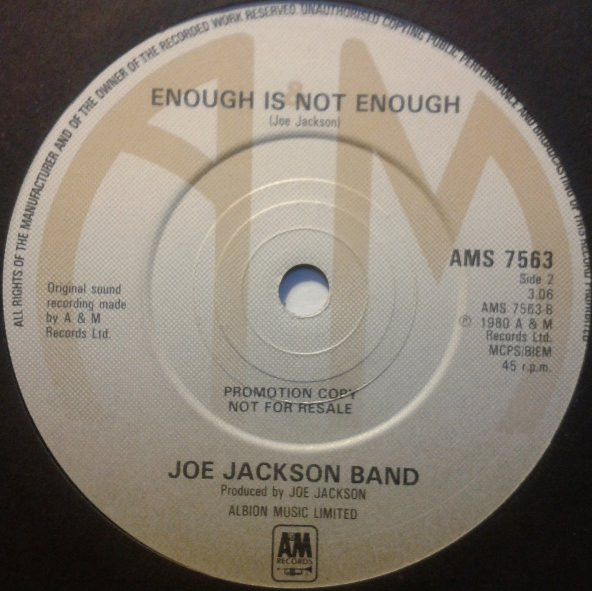 ALL RIGHTS OF THE MANUFACTURER AND OF THE OWNER OF THE RECORDED WORK RESERVED UNAUTHORISED COPYING PUBLIC PERFORMANCE AND BROADCASTING OF THIS RECORD PROHIBITED
A & M
ENOUGH IS NOT ENOUGH
(Joe Jackson)
Original sound
recording made
by A & M
Records Ltd.
AMS 7563
Side 2
3.06
AMS 7563-B
℗ 1980 A & M
Records Ltd.
MCPS/BIEM
45 r.p.m.
PROMOTION COPY
NOT FOR RESALE
JOE JACKSON BAND
Produced by JOE JACKSON
ALBION MUSIC LIMITED
A&M
RECORDS